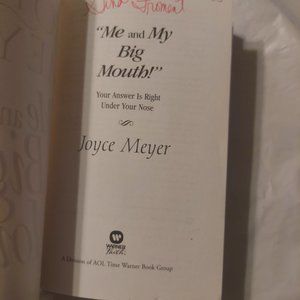 "Me and My
Big
Mouth!"
Your Answer Is Right
Under Your Nose
Joyce Meyer
WARNER
Faith
A Division of AOL Time Warner Book Group